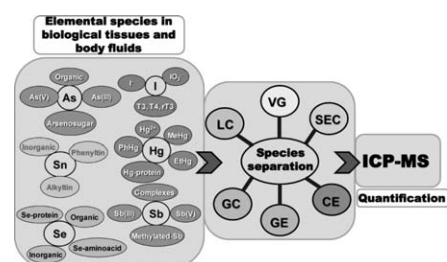 Elemental species in
biological tissues and
body fluids
Organic
As(V)
As
As(III)
Arsenosugar
I-
IO3
I
T3,T4,rT3
Hg2+
MeHg
PhHg
Hg
EtHg
Hg-protein
Complexes
Inorganic
Phenyltin
Sn
Alkyltin
Sb(III)
Sb
Sb(V)
Methylated-Sb
Se-protein
Organic
Se
Se-aminoacid
Inorganic
VG
LC
SEC
Species
separation
GC
CE
GE
ICP-MS
Quantification